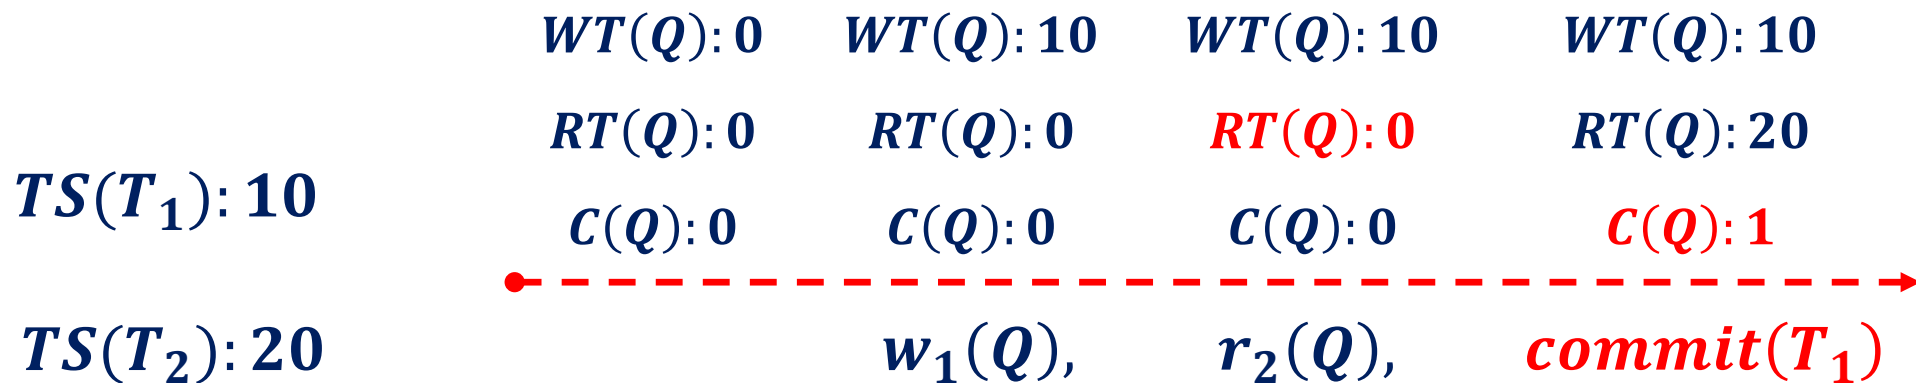 WT(Q): 0 WT(Q): 10 WT(Q): 10 WT(Q): 10
RT(Q): 0 RT(Q): 0 RT(Q): 0 RT(Q): 20
TS(T₁): 10
C(Q): 0 C(Q): 0 C(Q): 0 C(Q): 1
TS(T₂): 20 w₁(Q), r₂(Q), commit(T₁)